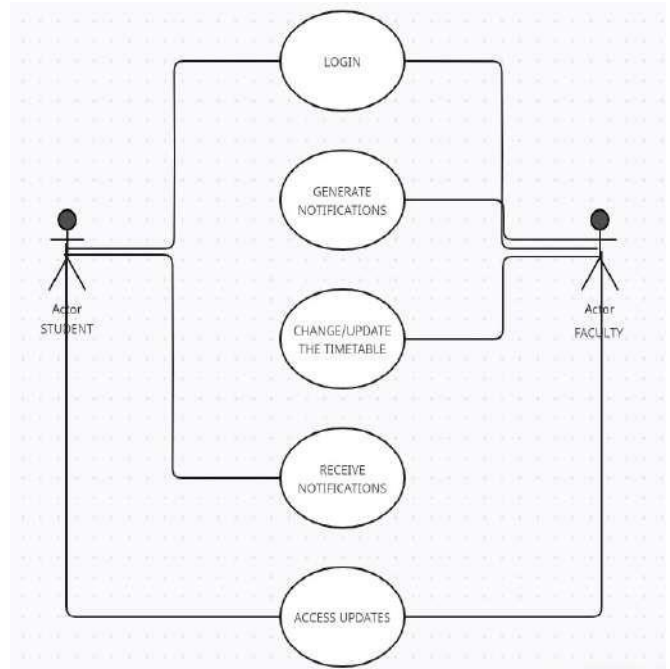 LOGIN
GENERATE
NOTIFICATIONS
Actor
STUDENT
Actor
FACULTY
CHANGE/UPDATE
THE TIMETABLE
RECEIVE
NOTIFICATIONS
ACCESS UPDATES